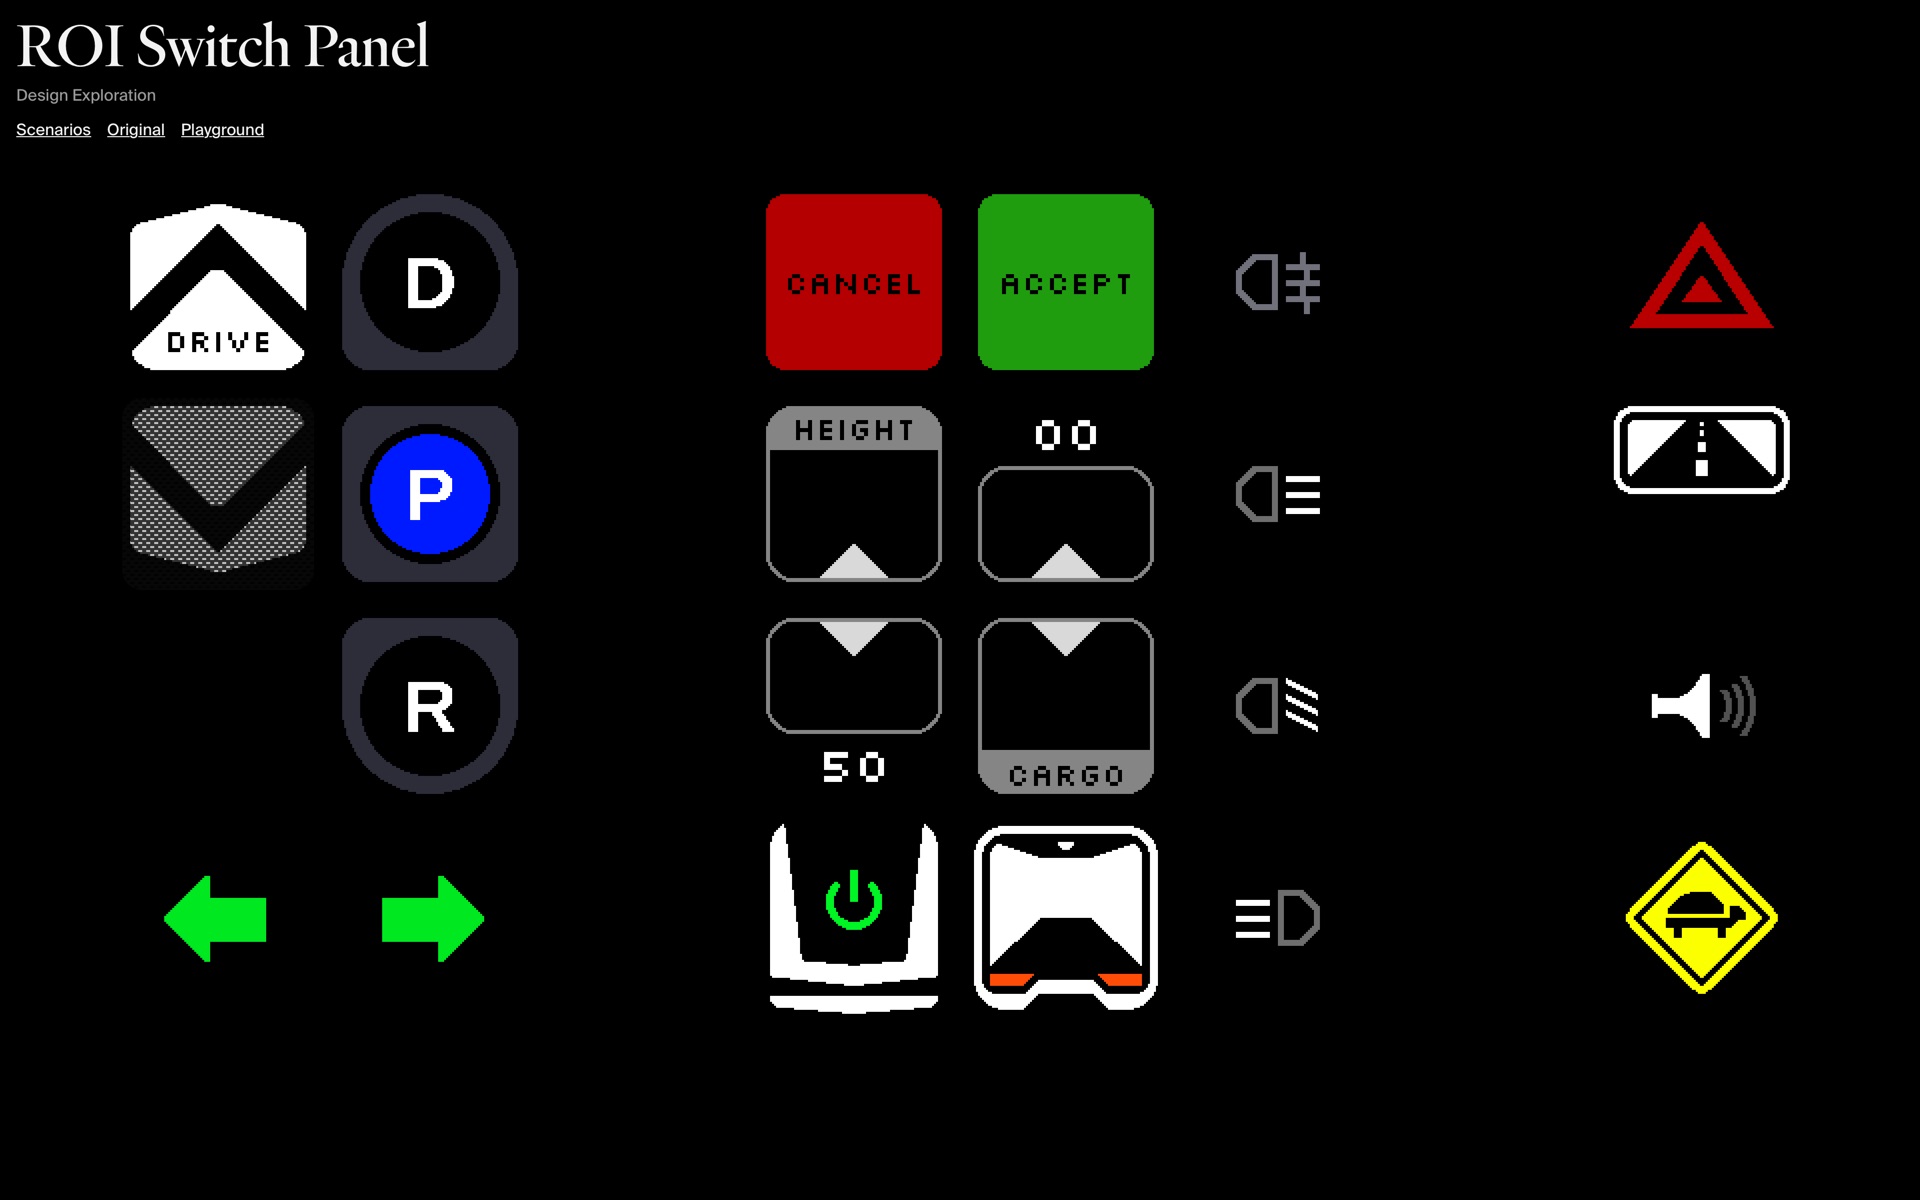 ROI Switch Panel
Design Exploration
Scenarios Original Playground
D
CANCEL
ACCEPT
DRIVE
HEIGHT
00
P
R
50
CARGO